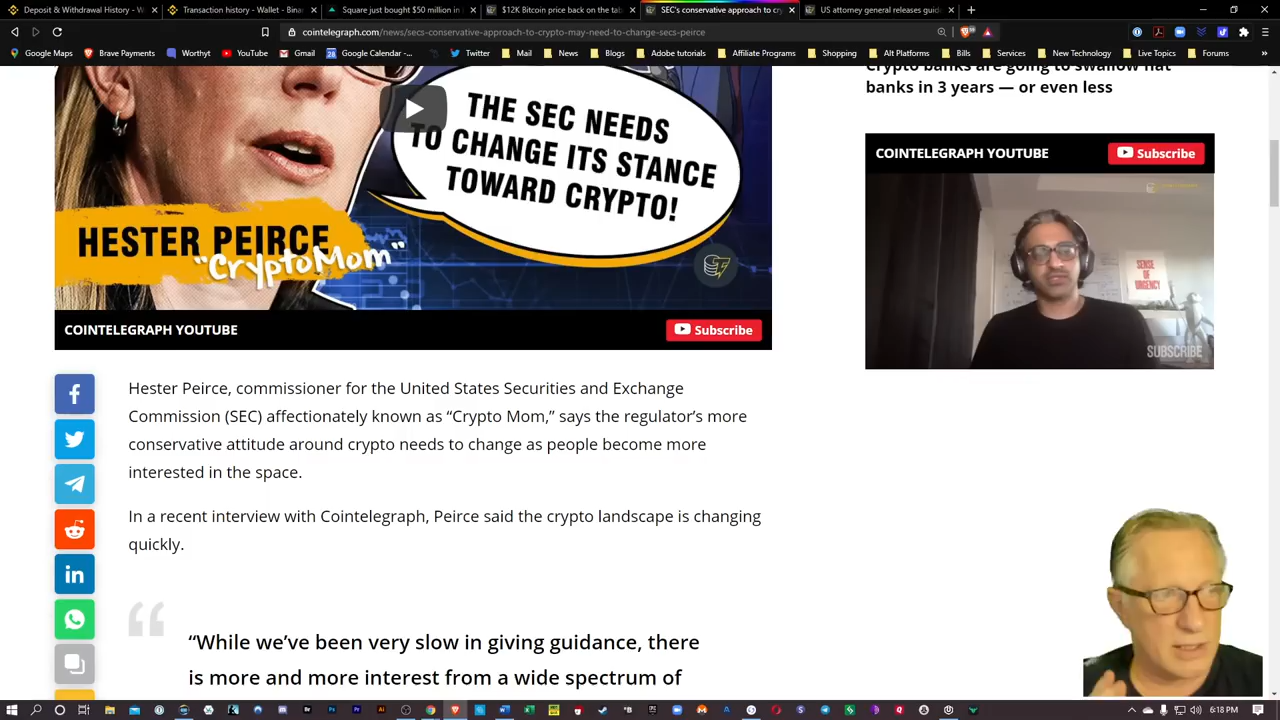 Deposit & Withdrawal History - W
Transaction history - Wallet - Binan
Square just bought $50 million in
$12K Bitcoin price back on the tab
SEC's conservative approach to cry
US attorney general releases guid
cointelegraph.com/news/secs-conservative-approach-to-crypto-may-need-to-change-secs-peirce
Google Maps
Brave Payments
Worthyt
YouTube
Gmail
Google Calendar -...
Twitter
Mail
News
Blogs
Adobe tutorials
Affiliate Programs
Shopping
Alt Platforms
Bills
Services
New Technology
Live Topics
Forums
THE SEC NEEDS
TO CHANGE ITS STANCE
TOWARD CRYPTO!
HESTER PEIRCE
"CryptoMom"
COINTELEGRAPH YOUTUBE
Subscribe
Crypto banks are going to swallow fiat
banks in 3 years — or even less
COINTELEGRAPH YOUTUBE
Subscribe
SENSE
OF
URGENCY
SUBSCRIBE
Hester Peirce, commissioner for the United States Securities and Exchange
Commission (SEC) affectionately known as “Crypto Mom,” says the regulator’s more
conservative attitude around crypto needs to change as people become more
interested in the space.
In a recent interview with Cointelegraph, Peirce said the crypto landscape is changing
quickly.
“While we’ve been very slow in giving guidance, there
is more and more interest from a wide spectrum of
6:18 PM